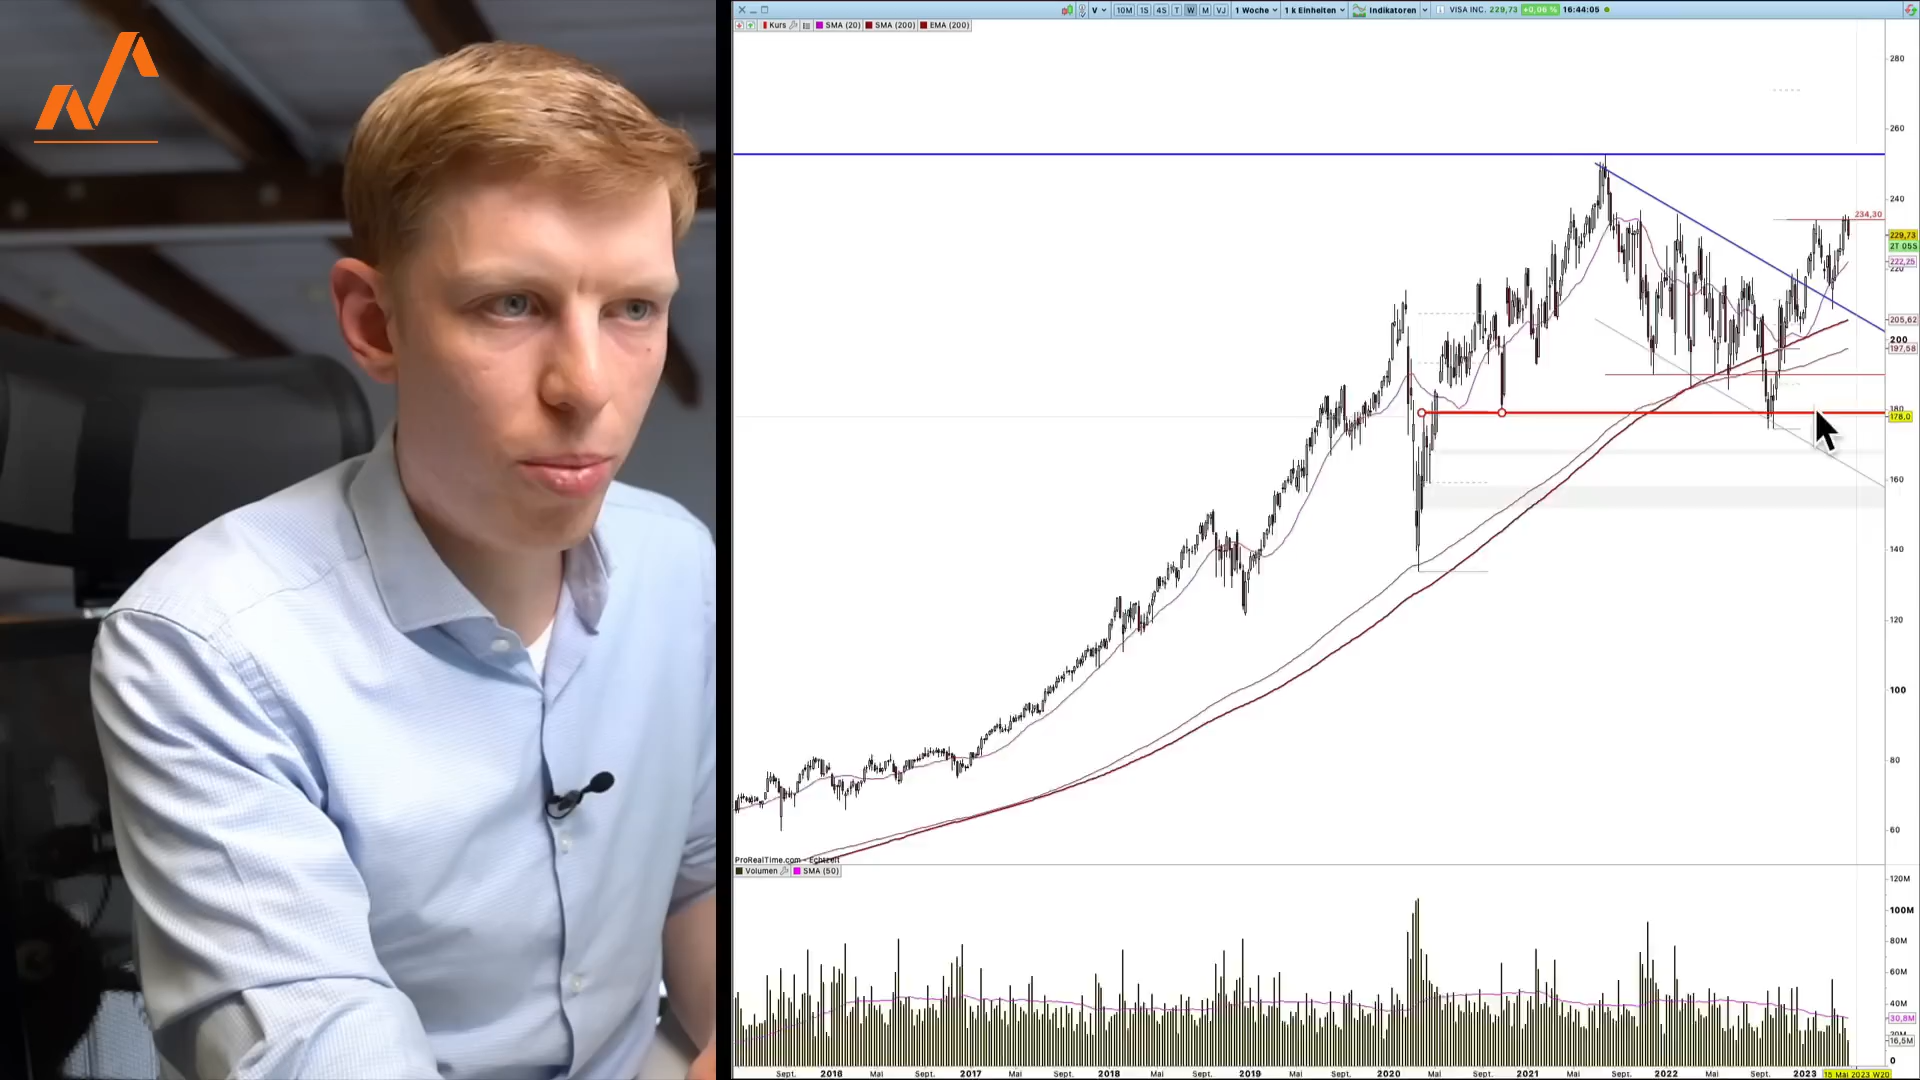 10M 1S 4S T W M VJ 1 Woche 1 k Einheiten Indikatoren VISA INC. 229,73 +0,06 % 16:44:05
Kurs SMA (20) SMA (200) EMA (200)
280
260
240
234,30
229,73
2T 05S
222,25
220
205,62
200
197,58
180
178,0
160
140
120
100
80
60
ProRealTime.com - Echtzeit
Volumen SMA (50)
120M
100M
80M
60M
40M
30,8M
20M
16,5M
0
Sept. 2016 Mai Sept. 2017 Mai Sept. 2018 Mai Sept. 2019 Mai Sept. 2020 Mai Sept. 2021 Mai Sept. 2022 Mai Sept. 2023 15 Mai 2023 W20